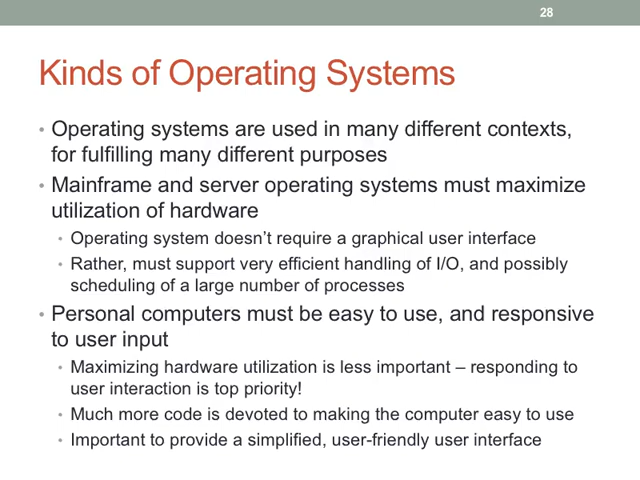 28
Kinds of Operating Systems
• Operating systems are used in many different contexts,
for fulfilling many different purposes
• Mainframe and server operating systems must maximize
utilization of hardware
• Operating system doesn't require a graphical user interface
• Rather, must support very efficient handling of I/O, and possibly
scheduling of a large number of processes
• Personal computers must be easy to use, and responsive
to user input
• Maximizing hardware utilization is less important – responding to
user interaction is top priority!
• Much more code is devoted to making the computer easy to use
• Important to provide a simplified, user-friendly user interface